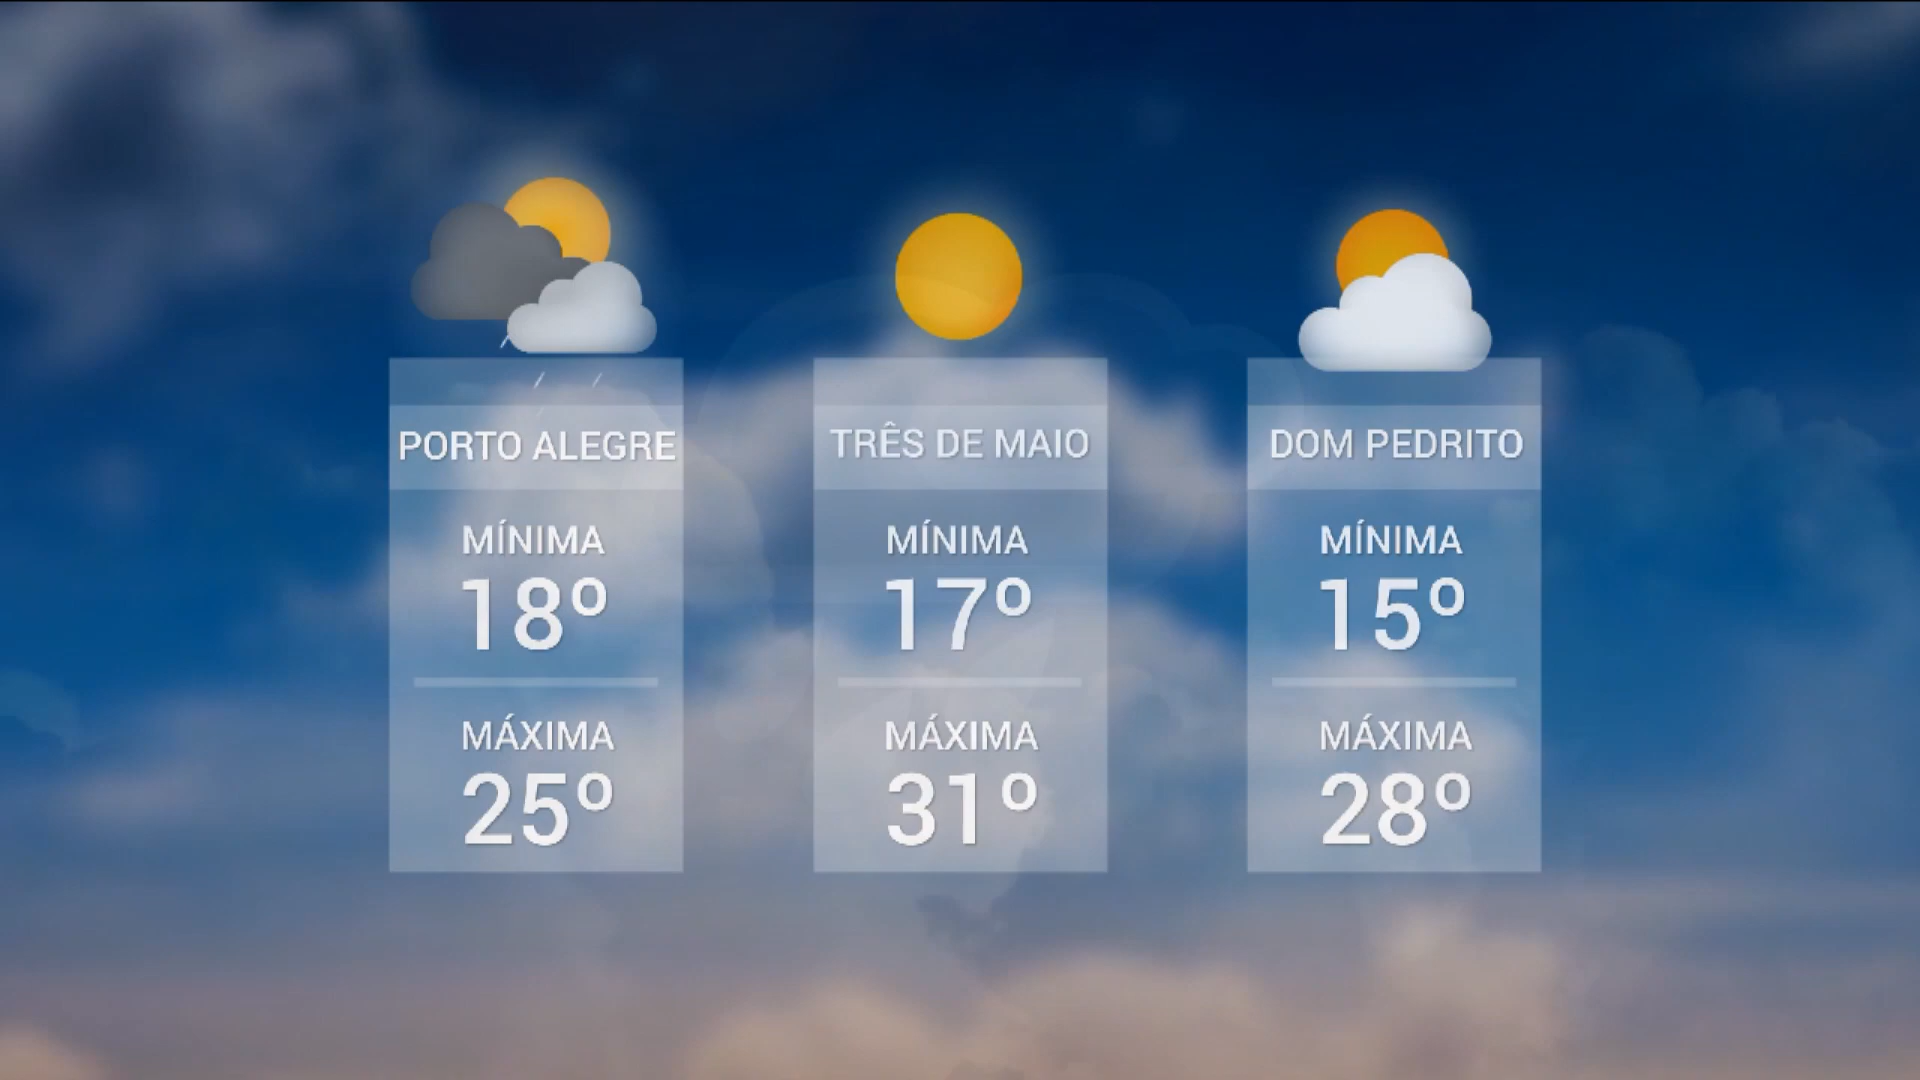 PORTO ALEGRE
MÍNIMA
18º
MÁXIMA
25º
TRÊS DE MAIO
MÍNIMA
17º
MÁXIMA
31º
DOM PEDRITO
MÍNIMA
15º
MÁXIMA
28º